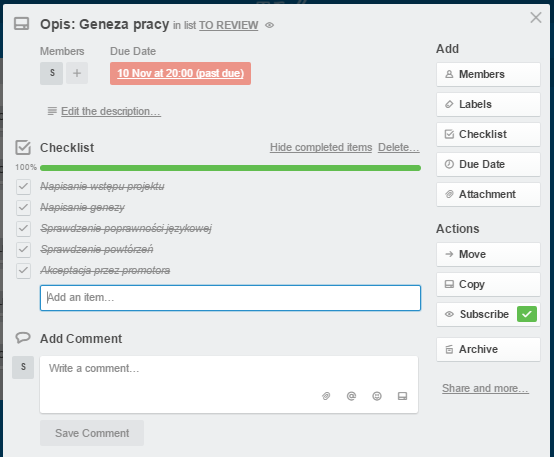 Opis: Geneza pracy in list TO REVIEW
Members Due Date
S 10 Nov at 20:00 (past due)
Edit the description...
Checklist Hide completed items Delete...
100%
Napisanie wstępu projektu
Napisanie genezy
Sprawdzenie poprawności językowej
Sprawdzenie powtórzeń
Akceptacja przez promotora
Add an item...
Add Comment
S Write a comment...
@
Save Comment
Add
Members
Labels
Checklist
Due Date
Attachment
Actions
Move
Copy
Subscribe
Archive
Share and more...